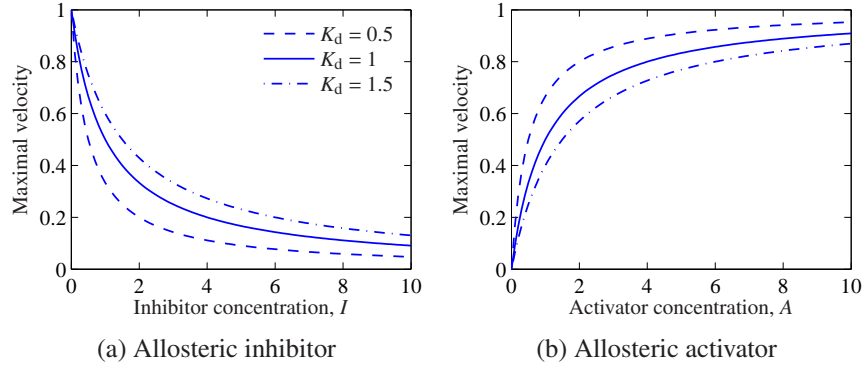 1
0.8
0.6
0.4
0.2
0
0 2 4 6 8 10
Maximal velocity
Inhibitor concentration, I
K_d = 0.5
K_d = 1
K_d = 1.5
(a) Allosteric inhibitor
1
0.8
0.6
0.4
0.2
0
0 2 4 6 8 10
Maximal velocity
Activator concentration, A
(b) Allosteric activator